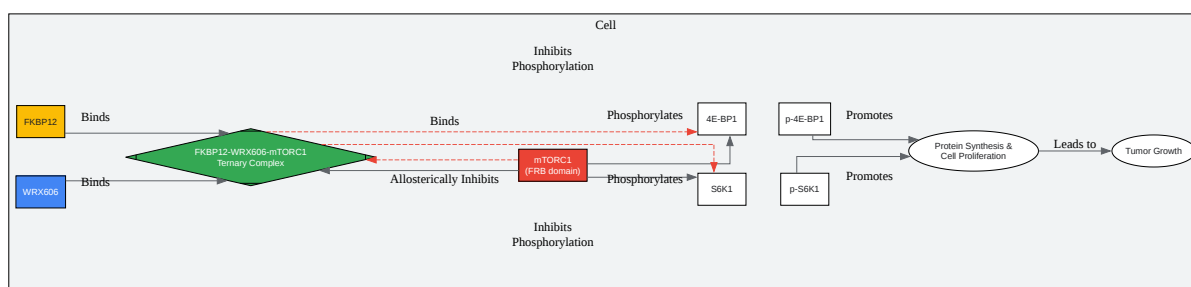 Cell
Inhibits
Phosphorylation
FKBP12
Binds
Binds
Phosphorylates
4E-BP1
p-4E-BP1
Promotes
FKBP12-WRX606-mTORC1
Ternary Complex
mTORC1
(FRB domain)
Protein Synthesis &
Cell Proliferation
Leads to
Tumor Growth
WRX606
Binds
Allosterically Inhibits
Phosphorylates
S6K1
p-S6K1
Promotes
Inhibits
Phosphorylation